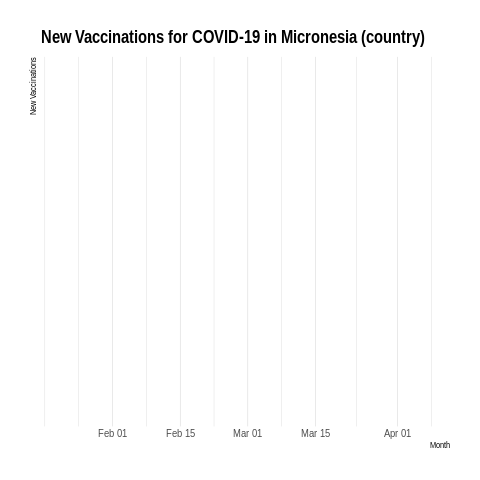 New Vaccinations for COVID-19 in Micronesia (country)
New Vaccinations
Feb 01
Feb 15
Mar 01
Mar 15
Apr 01
Month